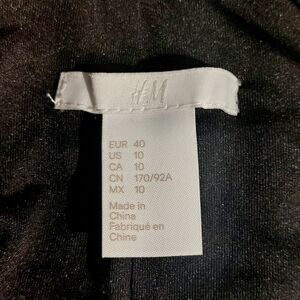 H&M
EUR 40
US 10
CA 10
CN 170/92A
MX 10
Made in
China
Fabriqué en
Chine